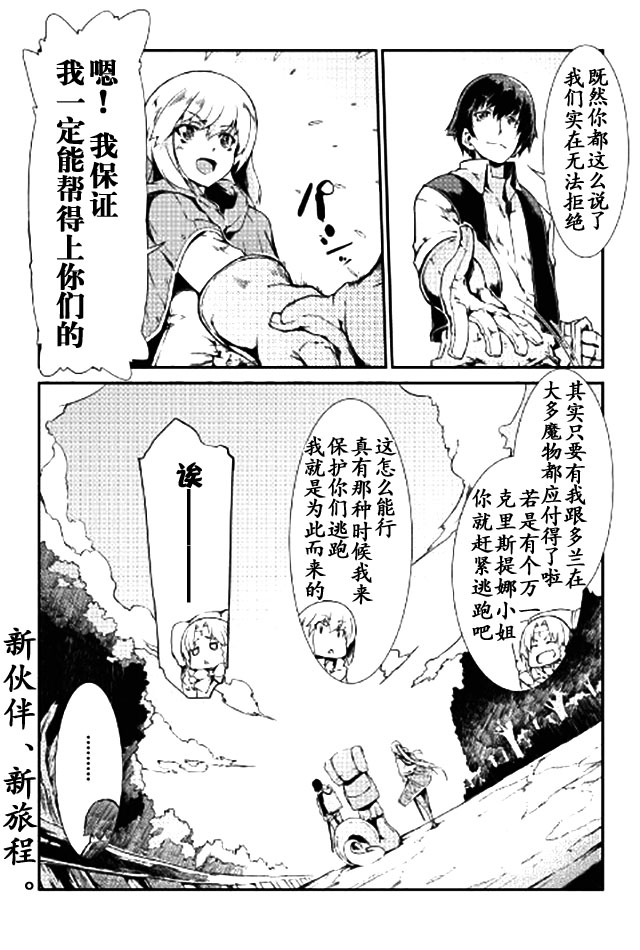 既然你都这么说了
我们实在无法拒绝
嗯！我保证
我一定能帮得上你们的
其实只要有我跟多兰在
大多魔物都应付得了啦
若是有个万一
克里斯提娜小姐
你就赶紧逃跑吧
这怎么能行
真有那种时候我来
保护你们逃跑
我就是为此而来的
诶——
………
新伙伴、新旅程。